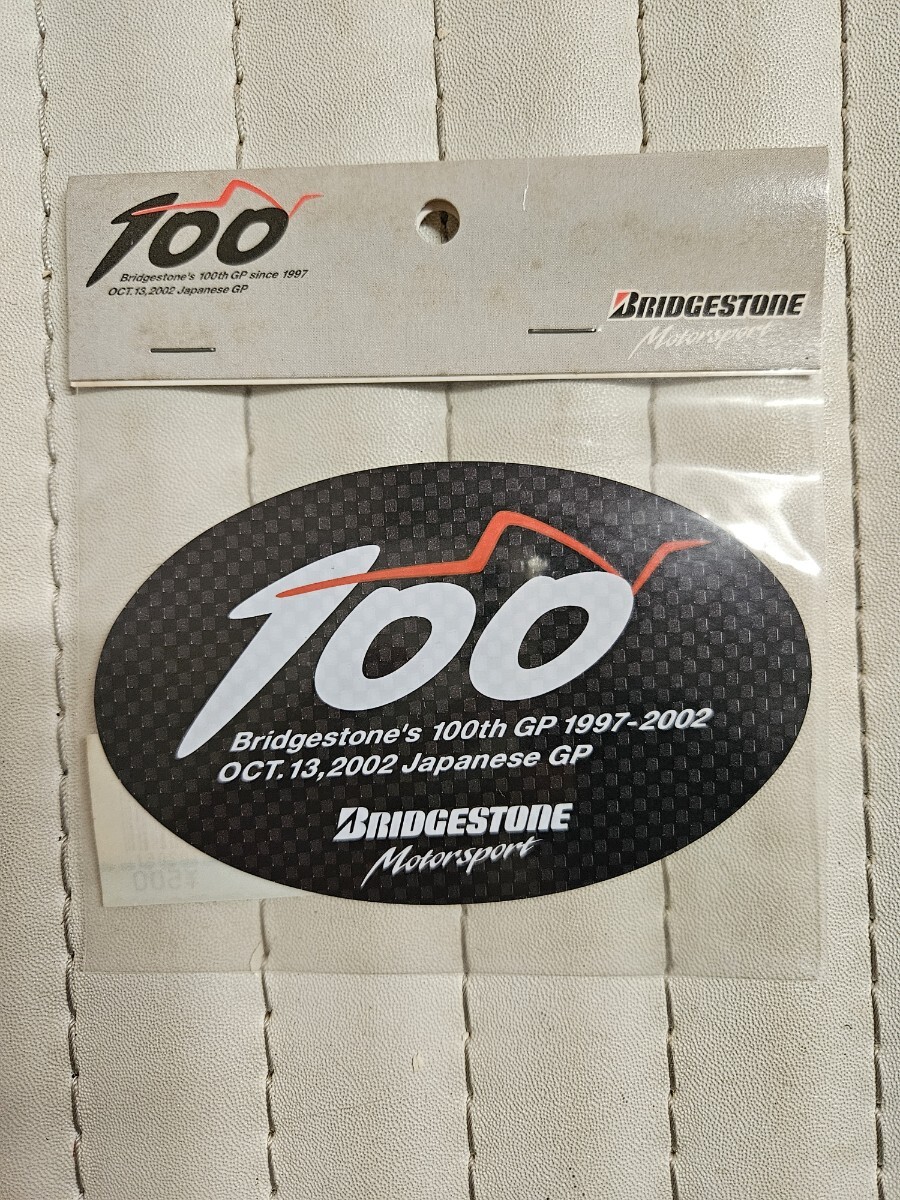 100
Bridgestone's 100th GP since 1997
OCT.13,2002 Japanese GP
BRIDGESTONE
Motorsport
100
Bridgestone's 100th GP 1997-2002
OCT.13,2002 Japanese GP
BRIDGESTONE
Motorsport
¥500